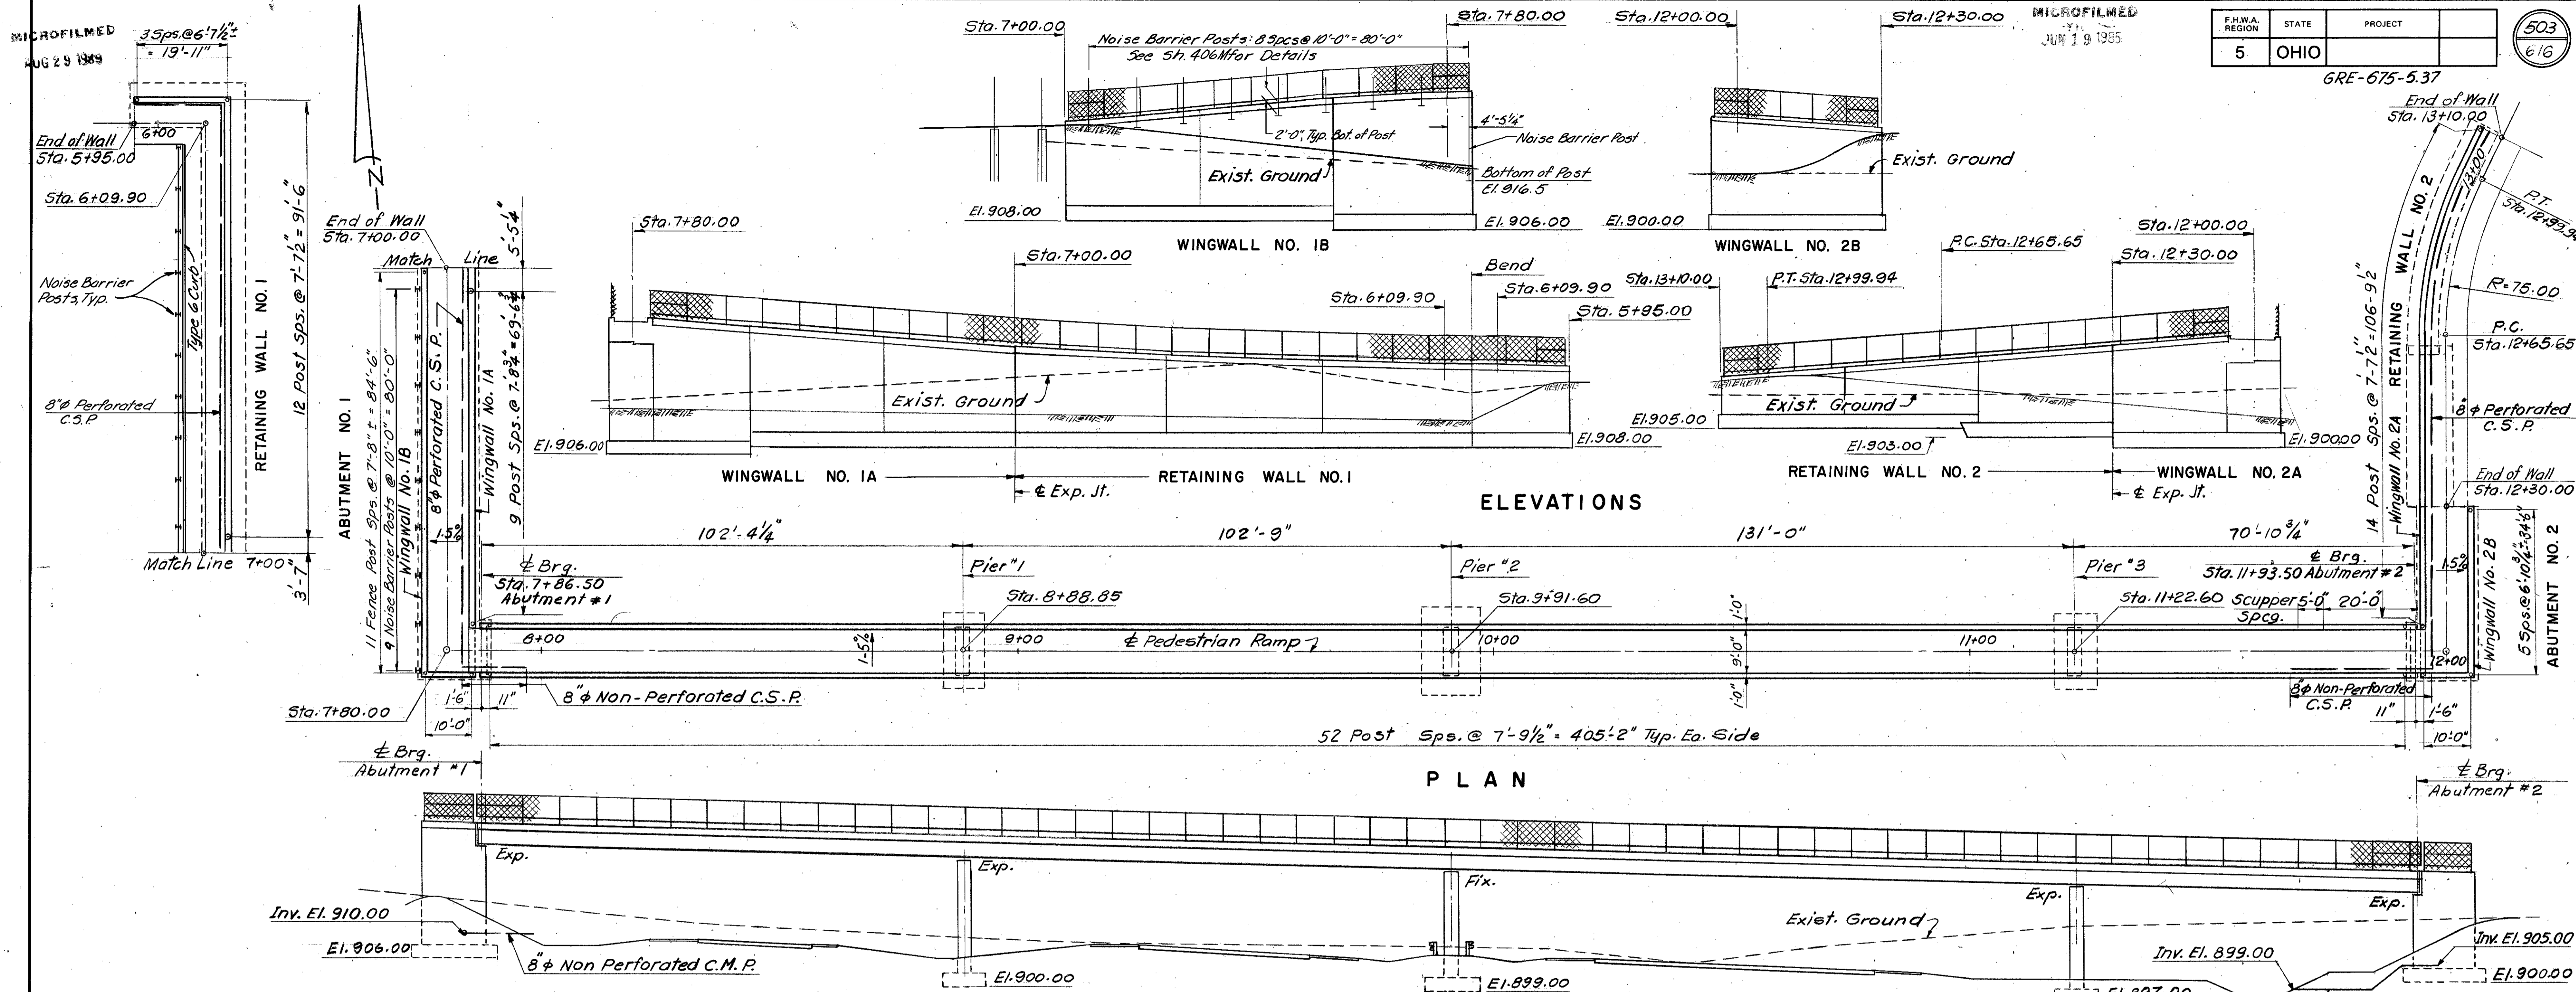 MICROFILMED
AUG 29 1989
3 Sps.@6'-7½"±
= 19'-11"
End of Wall
Sta. 5+95.00
6+00
Sta. 6+09.90
Noise Barrier
Posts, Typ.
Type 6 Curb
8"φ Perforated
C.S.P.
RETAINING WALL NO. 1
12 Post Sps. @ 7'-7½" = 91'-6"
Match Line 7+00
3'-7"
N
Sta. 7+00.00
Noise Barrier Posts: 8 Spcs @ 10'-0" = 80'-0"
See Sh. 406M for Details
Sta. 7+80.00
2'-0", Typ. Bot. of Post
4'-5¼"
Noise Barrier Post
Exist. Ground
Bottom of Post
El. 916.5
El. 908.00
El. 906.00
WINGWALL NO. 1B
Sta. 12+00.00
Sta. 12+30.00
Exist. Ground
El. 900.00
WINGWALL NO. 2B
MICROFILMED
JUN 19 1985
F.H.W.A. REGION
STATE
PROJECT
5
OHIO
503
616
GRE-675-5.37
End of Wall
Sta. 13+10.00
13+00
P.T.
Sta. 12+99.94
R=75.00
P.C.
Sta. 12+65.65
RETAINING WALL NO. 2
Wingwall No. 2A
14 Post Sps. @ 7'-7½" = 106'-9½"
8"φ Perforated
C.S.P.
End of Wall
Sta. 12+30.00
Sta. 7+80.00
Sta. 7+00.00
Bend
Sta. 6+09.90
Sta. 6+09.90
Sta. 5+95.00
Exist. Ground
El. 906.00
El. 908.00
WINGWALL NO. 1A
RETAINING WALL NO. 1
℄ Exp. Jt.
P.C. Sta. 12+65.65
Sta. 12+00.00
Sta. 12+30.00
Sta. 13+10.00
P.T. Sta. 12+99.94
Exist. Ground
El. 905.00
El. 903.00
El. 900.00
RETAINING WALL NO. 2
WINGWALL NO. 2A
℄ Exp. Jt.
ELEVATIONS
End of Wall
Sta. 7+00.00
Match Line
5'-5¼"
ABUTMENT NO. 1
11 Fence Post Sps. @ 7'-8"± = 84'-6"
9 Noise Barrier Posts @ 10'-0" = 80'-0"
Wingwall No. 1B
8"φ Perforated C.S.P.
Wingwall No. 1A
9 Post Sps. @ 7'-8¾" = 69'-6¾"
1.5%
102'-4¼"
102'-9"
131'-0"
70'-10¾"
℄ Brg.
Sta. 7+86.50
Abutment #1
Pier #1
Sta. 8+88.85
Pier #2
Sta. 9+91.60
Pier #3
Sta. 11+22.60
℄ Brg.
Sta. 11+93.50 Abutment #2
Scupper 5'-0"
Spcg.
20'-0"
8+00
1.5%
9+00
℄ Pedestrian Ramp
10+00
11+00
12+00
1'-0"
9'-0"
1'-0"
1.5%
Wingwall No. 2B
5 Sps.@6'-10¾"=34'-6"
ABUTMENT NO. 2
Sta. 7+80.00
1'-6"
11"
10'-0"
8"φ Non-Perforated C.S.P.
8"φ Non-Perforated
C.S.P.
11"
1'-6"
10'-0"
52 Post Sps. @ 7'-9½" = 405'-2" Typ. Ea. Side
PLAN
℄ Brg.
Abutment #1
℄ Brg.
Abutment #2
Exp.
Exp.
Fix.
Exp.
Exp.
Inv. El. 910.00
El. 906.00
8"φ Non Perforated C.M.P.
El. 900.00
El. 899.00
Exist. Ground
Inv. El. 899.00
Inv. El. 905.00
El. 900.00